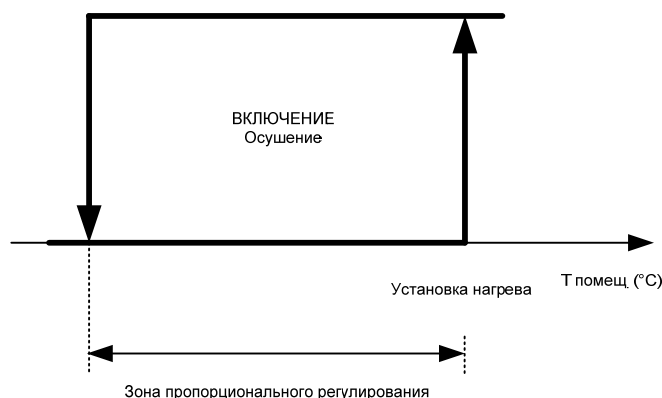 ВКЛЮЧЕНИЕ
Осушение
Т помещ. (°С)
Установка нагрева
Зона пропорционального регулирования